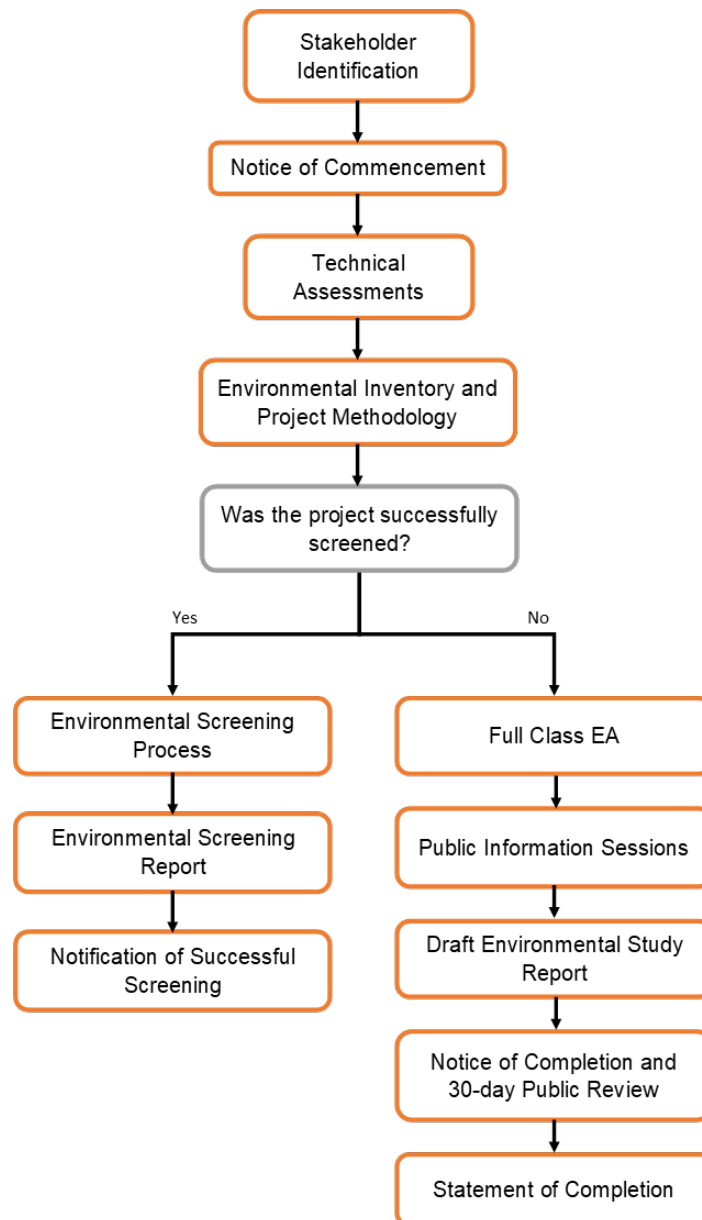 Stakeholder
Identification
Notice of Commencement
Technical
Assessments
Environmental Inventory and
Project Methodology
Was the project successfully
screened?
Yes
No
Environmental Screening
Process
Environmental Screening
Report
Notification of Successful
Screening
Full Class EA
Public Information Sessions
Draft Environmental Study
Report
Notice of Completion and
30-day Public Review
Statement of Completion